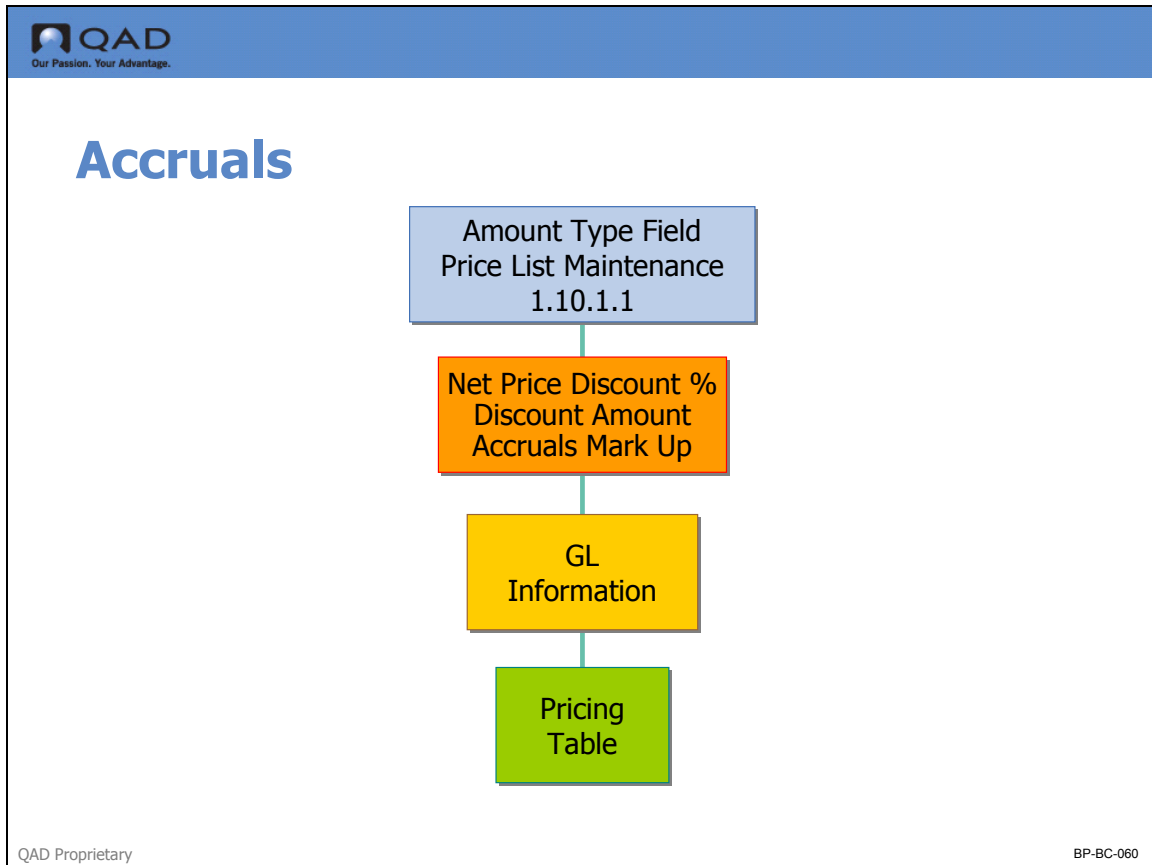 QAD
Our Passion. Your Advantage.
Accruals
Amount Type Field
Price List Maintenance
1.10.1.1
Net Price Discount %
Discount Amount
Accruals Mark Up
GL
Information
Pricing
Table
QAD Proprietary
BP-BC-060